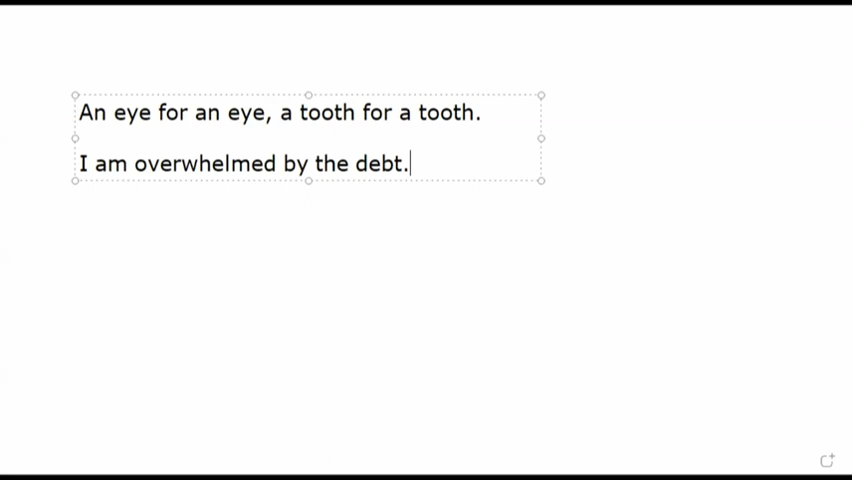 An eye for an eye, a tooth for a tooth.
I am overwhelmed by the debt.